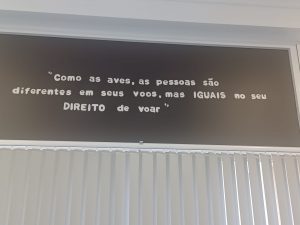 "Como as aves, as pessoas são
diferentes em seus voos, mas IGUAIS no seu
DIREITO de voar"